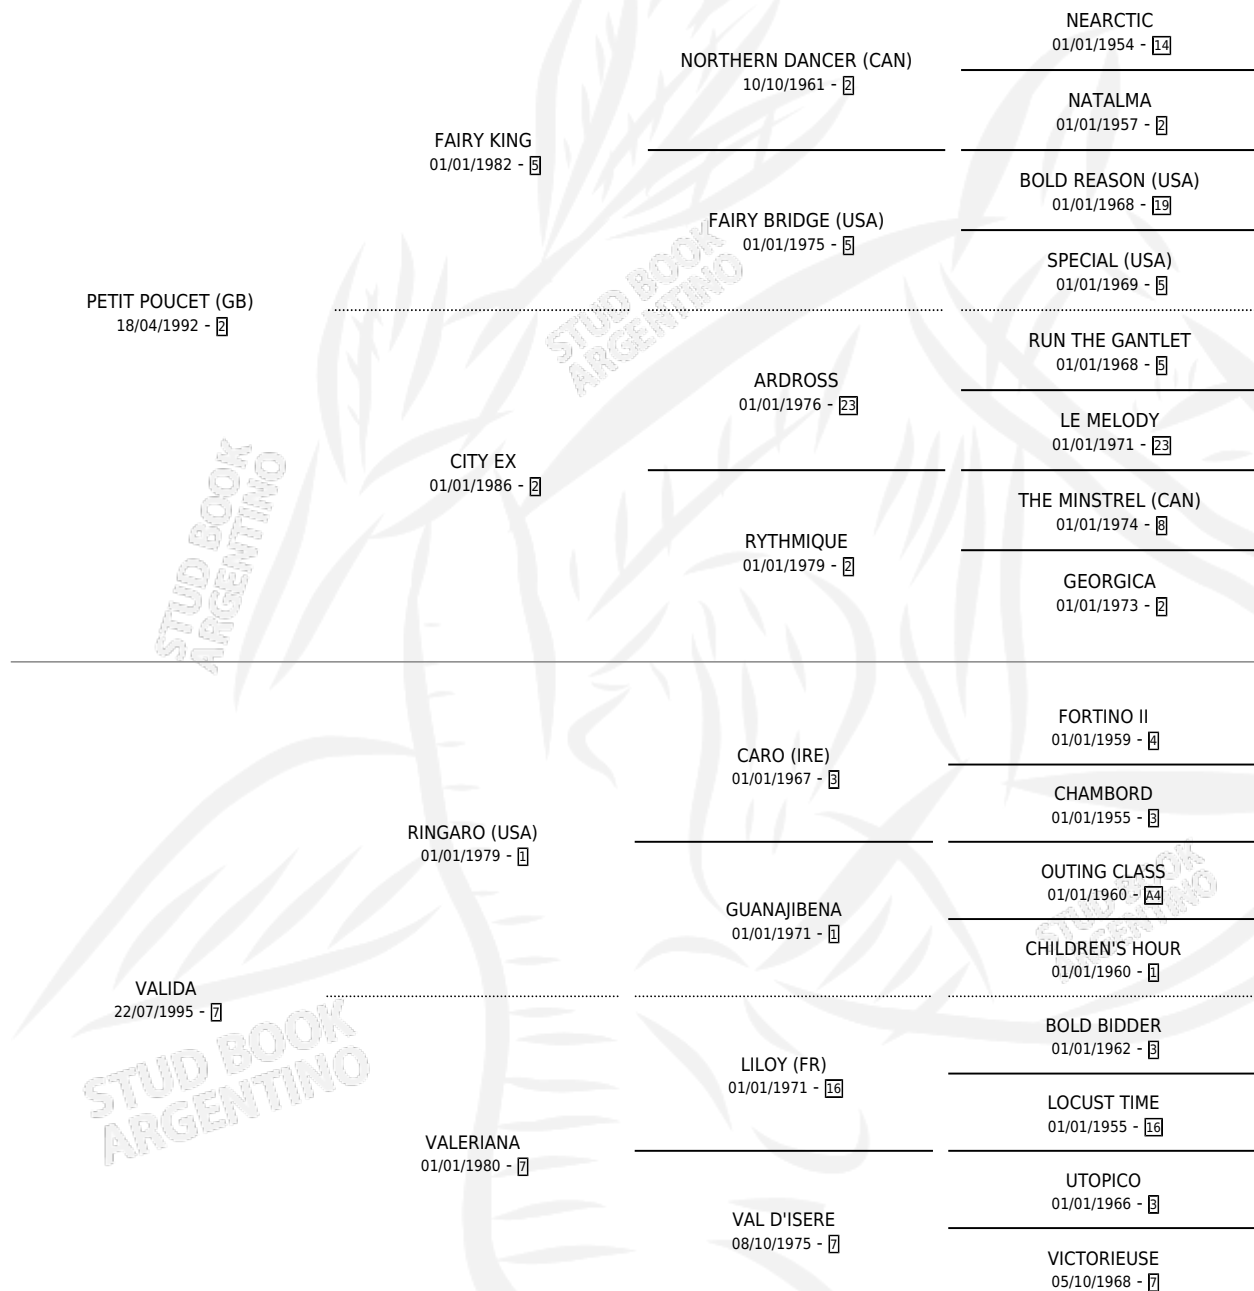 NEARCTIC
01/01/1954 - 14
NORTHERN DANCER (CAN)
10/10/1961 - 2
NATALMA
01/01/1957 - 2
FAIRY KING
01/01/1982 - 5
BOLD REASON (USA)
01/01/1968 - 19
FAIRY BRIDGE (USA)
01/01/1975 - 5
SPECIAL (USA)
01/01/1969 - 5
PETIT POUCET (GB)
18/04/1992 - 2
STUD BOOK
ARGENTINO
RUN THE GANTLET
01/01/1968 - 5
ARDROSS
01/01/1976 - 23
LE MELODY
01/01/1971 - 23
CITY EX
01/01/1986 - 2
THE MINSTREL (CAN)
01/01/1974 - 8
RYTHMIQUE
01/01/1979 - 2
GEORGICA
01/01/1973 - 2
STUD BOOK
ARGENTINO
FORTINO II
01/01/1959 - 4
CARO (IRE)
01/01/1967 - 3
CHAMBORD
01/01/1955 - 3
RINGARO (USA)
01/01/1979 - 1
OUTING CLASS
01/01/1960 - A4
GUANAJIBENA
01/01/1971 - 1
STUD BOOK
ARGENTINO
CHILDREN'S HOUR
01/01/1960 - 1
VALIDA
22/07/1995 - 7
BOLD BIDDER
01/01/1962 - 3
LILOY (FR)
01/01/1971 - 16
STUD BOOK
ARGENTINO
LOCUST TIME
01/01/1955 - 16
VALERIANA
01/01/1980 - 7
UTOPICO
01/01/1966 - 3
VAL D'ISERE
08/10/1975 - 7
VICTORIEUSE
05/10/1968 - 7